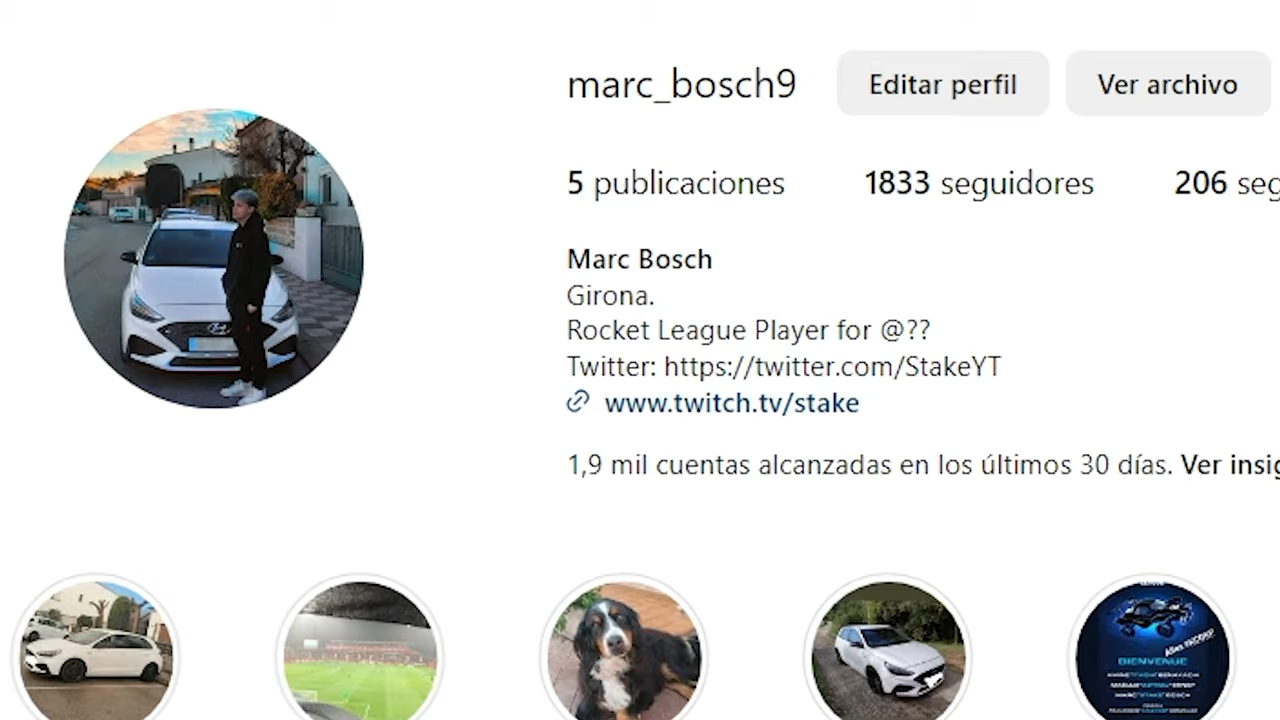 marc_bosch9 Editar perfil Ver archivo
5 publicaciones 1833 seguidores 206 seg
Marc Bosch
Girona.
Rocket League Player for @??
Twitter: https://twitter.com/StakeYT
www.twitch.tv/stake
1,9 mil cuentas alcanzadas en los últimos 30 días. Ver insig
BIENVENUE